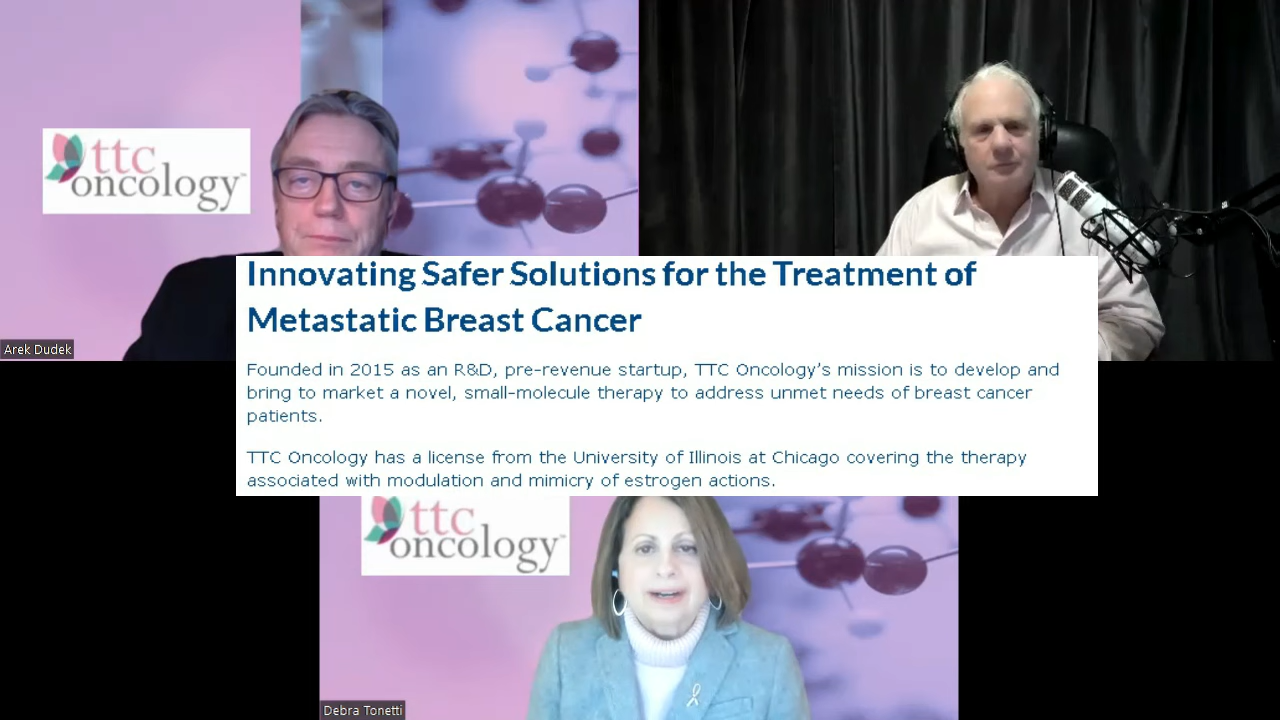 ttc
oncology™
Arek Dudek
Innovating Safer Solutions for the Treatment of
Metastatic Breast Cancer
Founded in 2015 as an R&D, pre-revenue startup, TTC Oncology's mission is to develop and
bring to market a novel, small-molecule therapy to address unmet needs of breast cancer
patients.
TTC Oncology has a license from the University of Illinois at Chicago covering the therapy
associated with modulation and mimicry of estrogen actions.
ttc
oncology™
Debra Tonetti